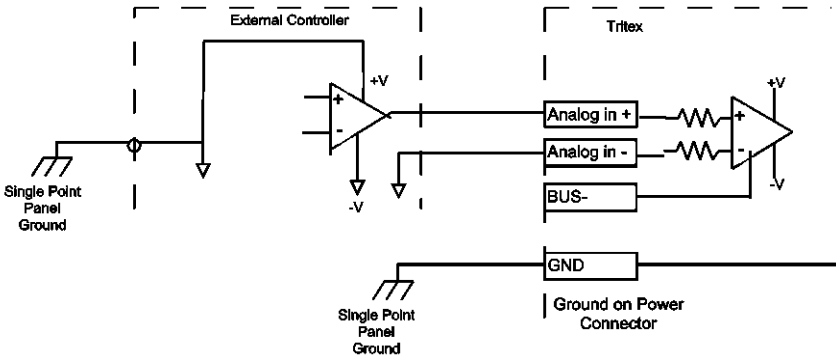 External Controller
Tritex
+V
+V
+
-
Analog in +
+
Analog in -
-
Single Point
Panel
Ground
-V
-V
BUS-
GND
Single Point
Panel
Ground
Ground on Power
Connector